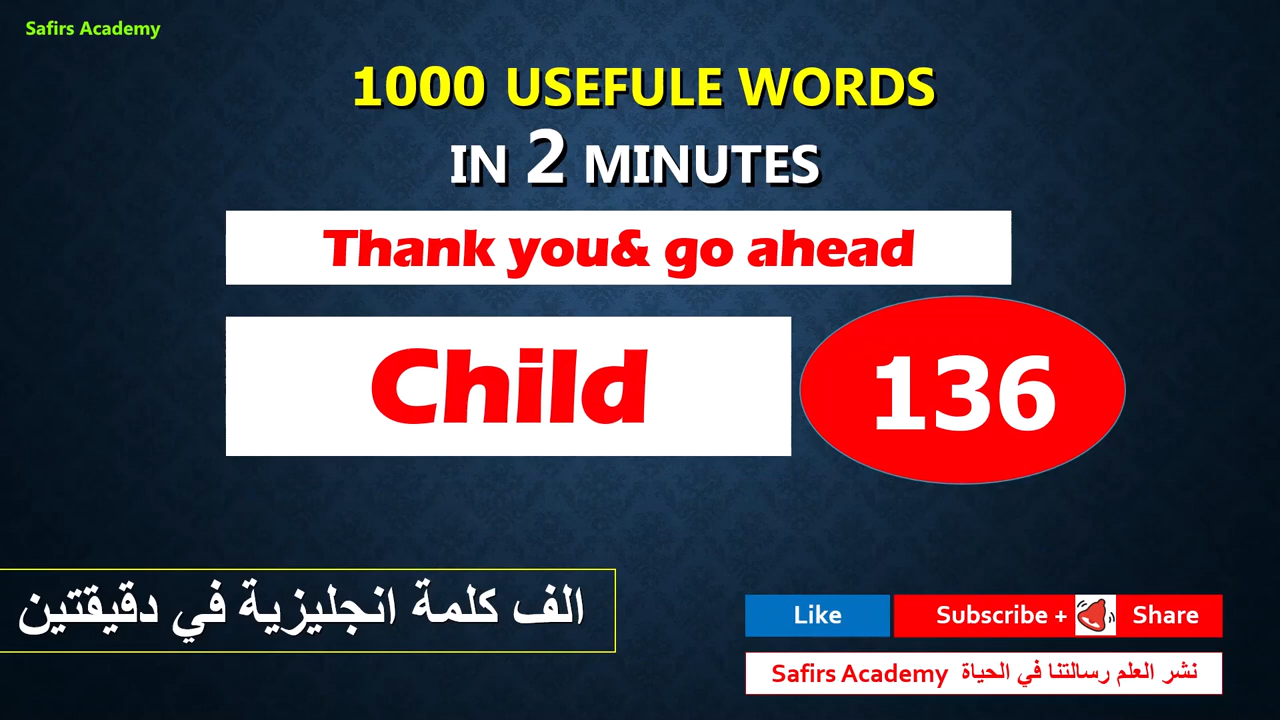 Safirs Academy
1000 USEFULE WORDS
IN 2 MINUTES
Thank you& go ahead
Child
136
الف كلمة انجليزية في دقيقتين
Like
Subscribe +
Share
Safirs Academy نشر العلم رسالتنا في الحياة